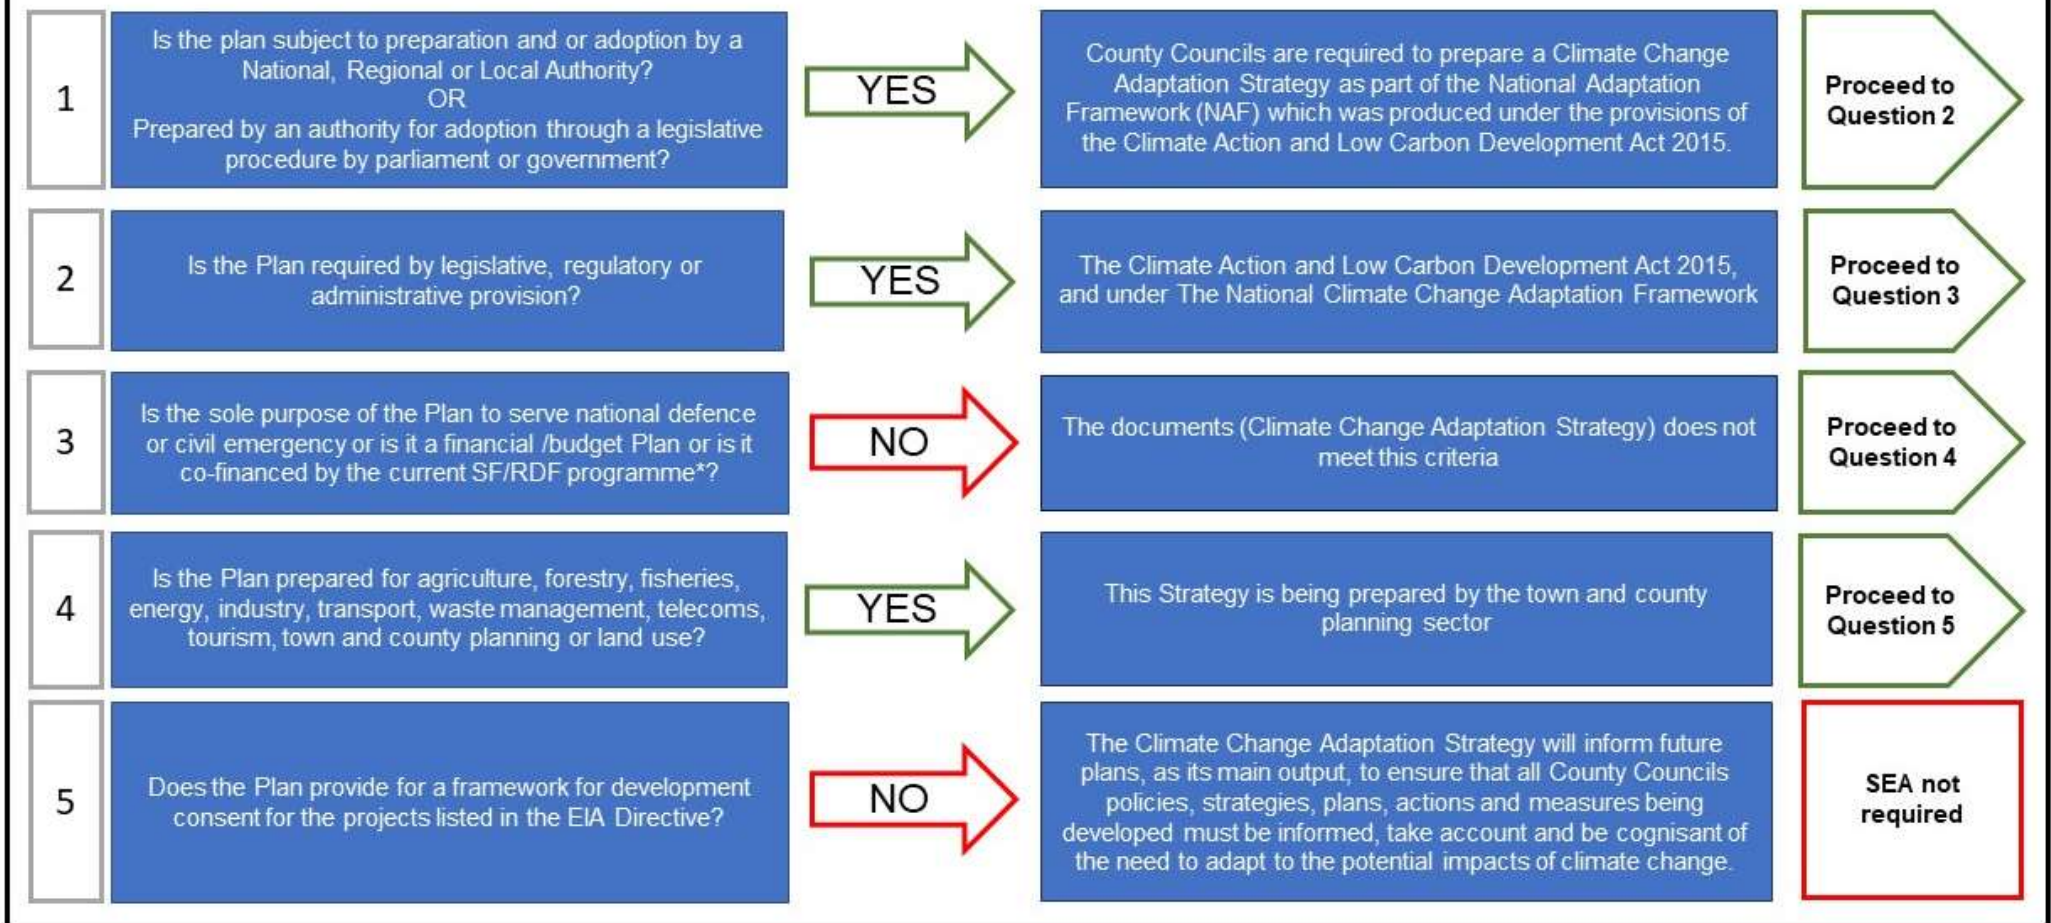 1
Is the plan subject to preparation and or adoption by a
National, Regional or Local Authority?
OR
Prepared by an authority for adoption through a legislative
procedure by parliament or government?
YES
County Councils are required to prepare a Climate Change
Adaptation Strategy as part of the National Adaptation
Framework (NAF) which was produced under the provisions of
the Climate Action and Low Carbon Development Act 2015.
Proceed to
Question 2
2
Is the Plan required by legislative, regulatory or
administrative provision?
YES
The Climate Action and Low Carbon Development Act 2015,
and under The National Climate Change Adaptation Framework
Proceed to
Question 3
3
Is the sole purpose of the Plan to serve national defence
or civil emergency or is it a financial /budget Plan or is it
co-financed by the current SF/RDF programme*?
NO
The documents (Climate Change Adaptation Strategy) does not
meet this criteria
Proceed to
Question 4
4
Is the Plan prepared for agriculture, forestry, fisheries,
energy, industry, transport, waste management, telecoms,
tourism, town and county planning or land use?
YES
This Strategy is being prepared by the town and county
planning sector
Proceed to
Question 5
5
Does the Plan provide for a framework for development
consent for the projects listed in the EIA Directive?
NO
The Climate Change Adaptation Strategy will inform future
plans, as its main output, to ensure that all County Councils
policies, strategies, plans, actions and measures being
developed must be informed, take account and be cognisant of
the need to adapt to the potential impacts of climate change.
SEA not
required